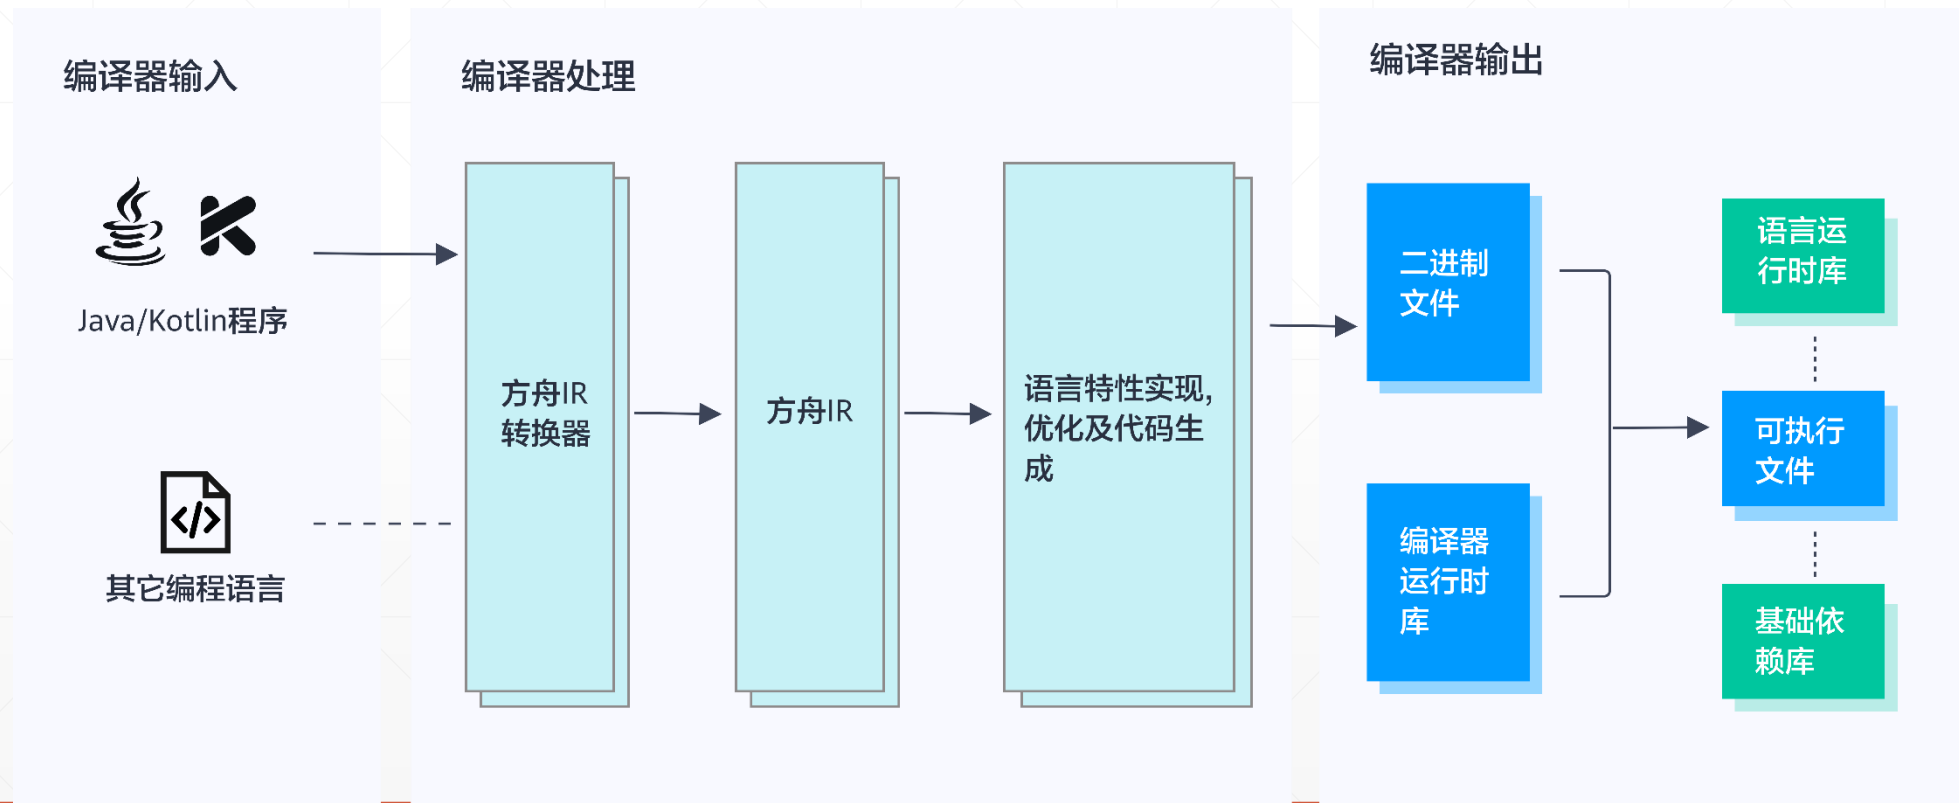 编译器输入
Java/Kotlin程序
其它编程语言
编译器处理
方舟IR
转换器
方舟IR
语言特性实现,
优化及代码生
成
编译器输出
二进制
文件
编译器
运行时
库
语言运
行时库
可执行
文件
基础依
赖库